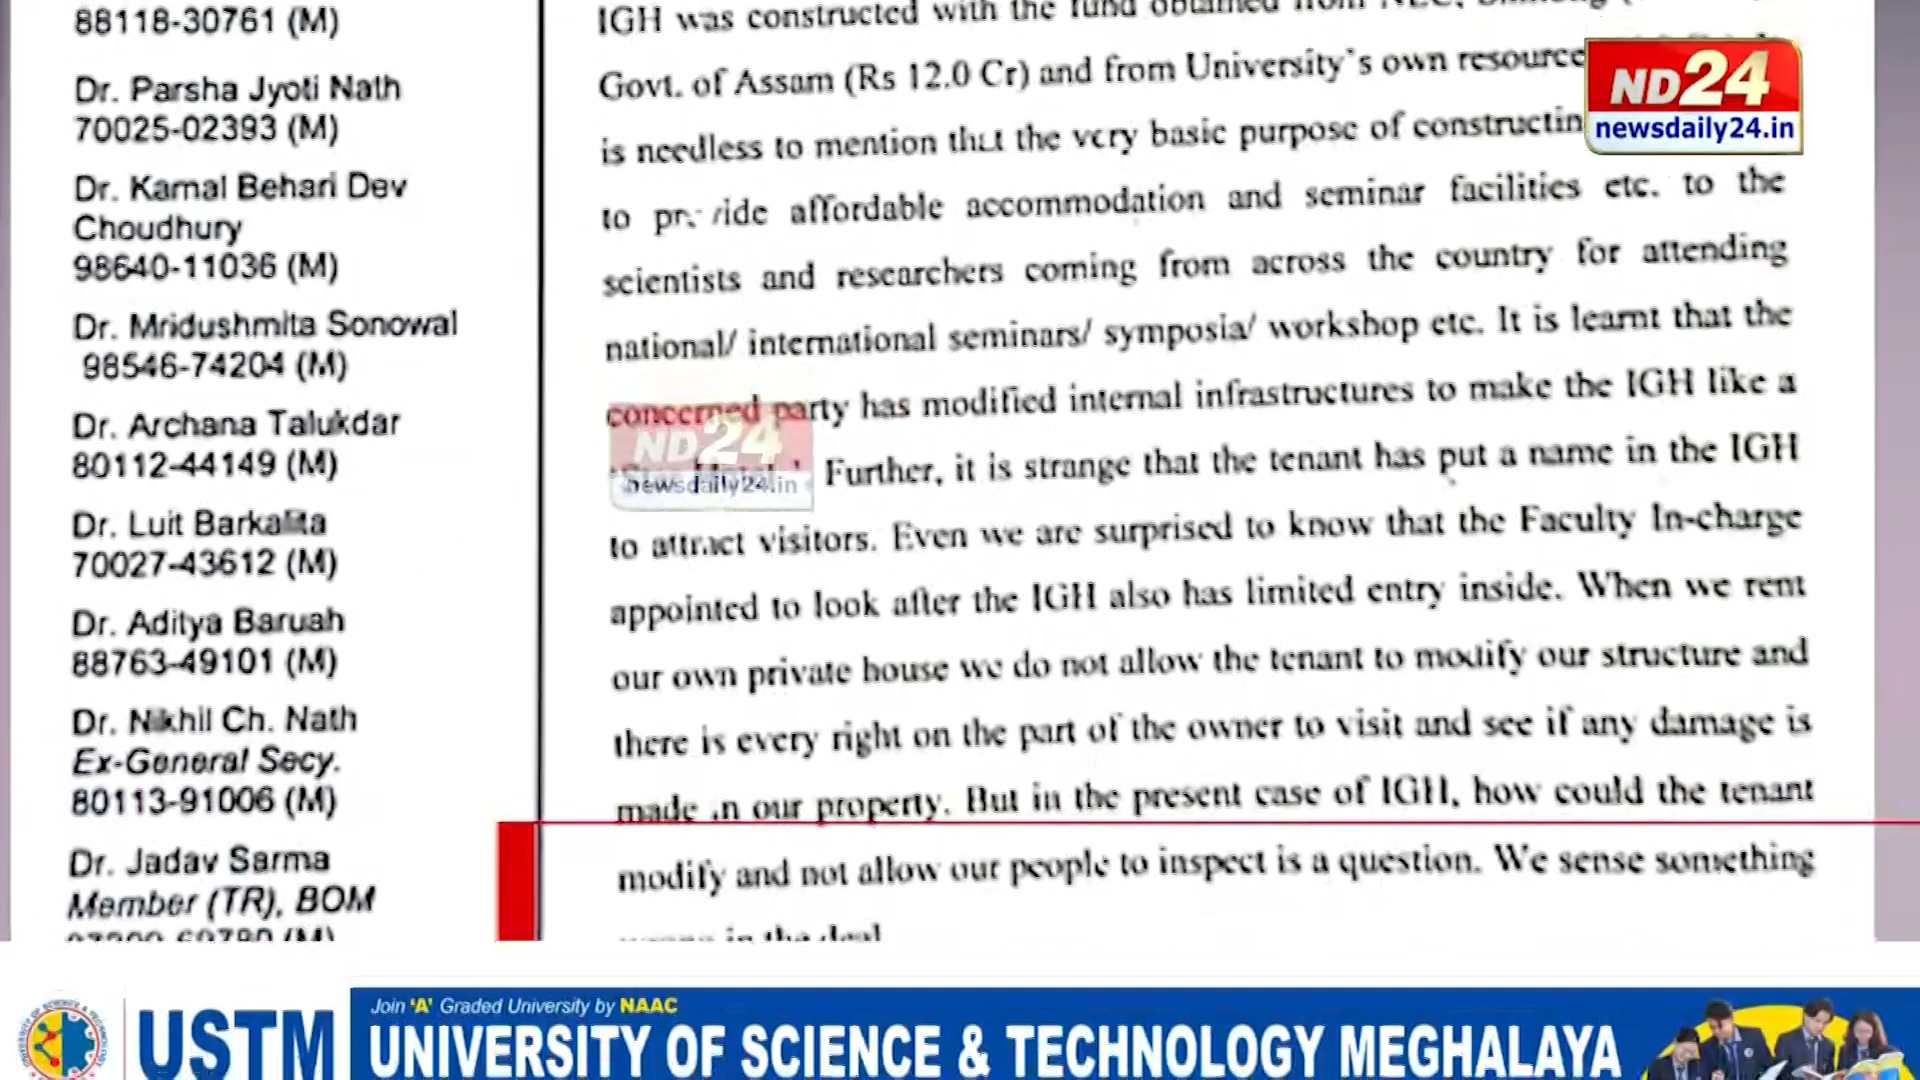 88118-30761 (M)
Dr. Parsha Jyoti Nath
70025-02393 (M)
Dr. Kamal Behari Dev
Choudhury
98640-11036 (M)
Dr. Mridushmita Sonowal
98546-74204 (M)
Dr. Archana Talukdar
80112-44149 (M)
Dr. Luit Barkalita
70027-43612 (M)
Dr. Aditya Baruah
88763-49101 (M)
Dr. Nikhil Ch. Nath
Ex-General Secy.
80113-91006 (M)
Dr. Jadav Sarma
Member (TR), BOM
IGH was constructed with the fund obtained from NEC,
Govt. of Assam (Rs 12.0 Cr) and from University's own resource
is needless to mention that the very basic purpose of constructin
to provide affordable accommodation and seminar facilities etc. to the
scientists and researchers coming from across the country for attending
national/ international seminars/ symposia/ workshop etc. It is learnt that the
concerned party has modified internal infrastructures to make the IGH like a
Further, it is strange that the tenant has put a name in the IGH
to attract visitors. Even we are surprised to know that the Faculty In-charge
appointed to look after the IGH also has limited entry inside. When we rent
our own private house we do not allow the tenant to modify our structure and
there is every right on the part of the owner to visit and see if any damage is
made in our property. But in the present case of IGH, how could the tenant
modify and not allow our people to inspect is a question. We sense something
wrong in the deal
ND24
newsdaily24.in
ND24
newsdaily24.in
USTM
Join 'A' Graded University by NAAC
UNIVERSITY OF SCIENCE & TECHNOLOGY MEGHALAYA